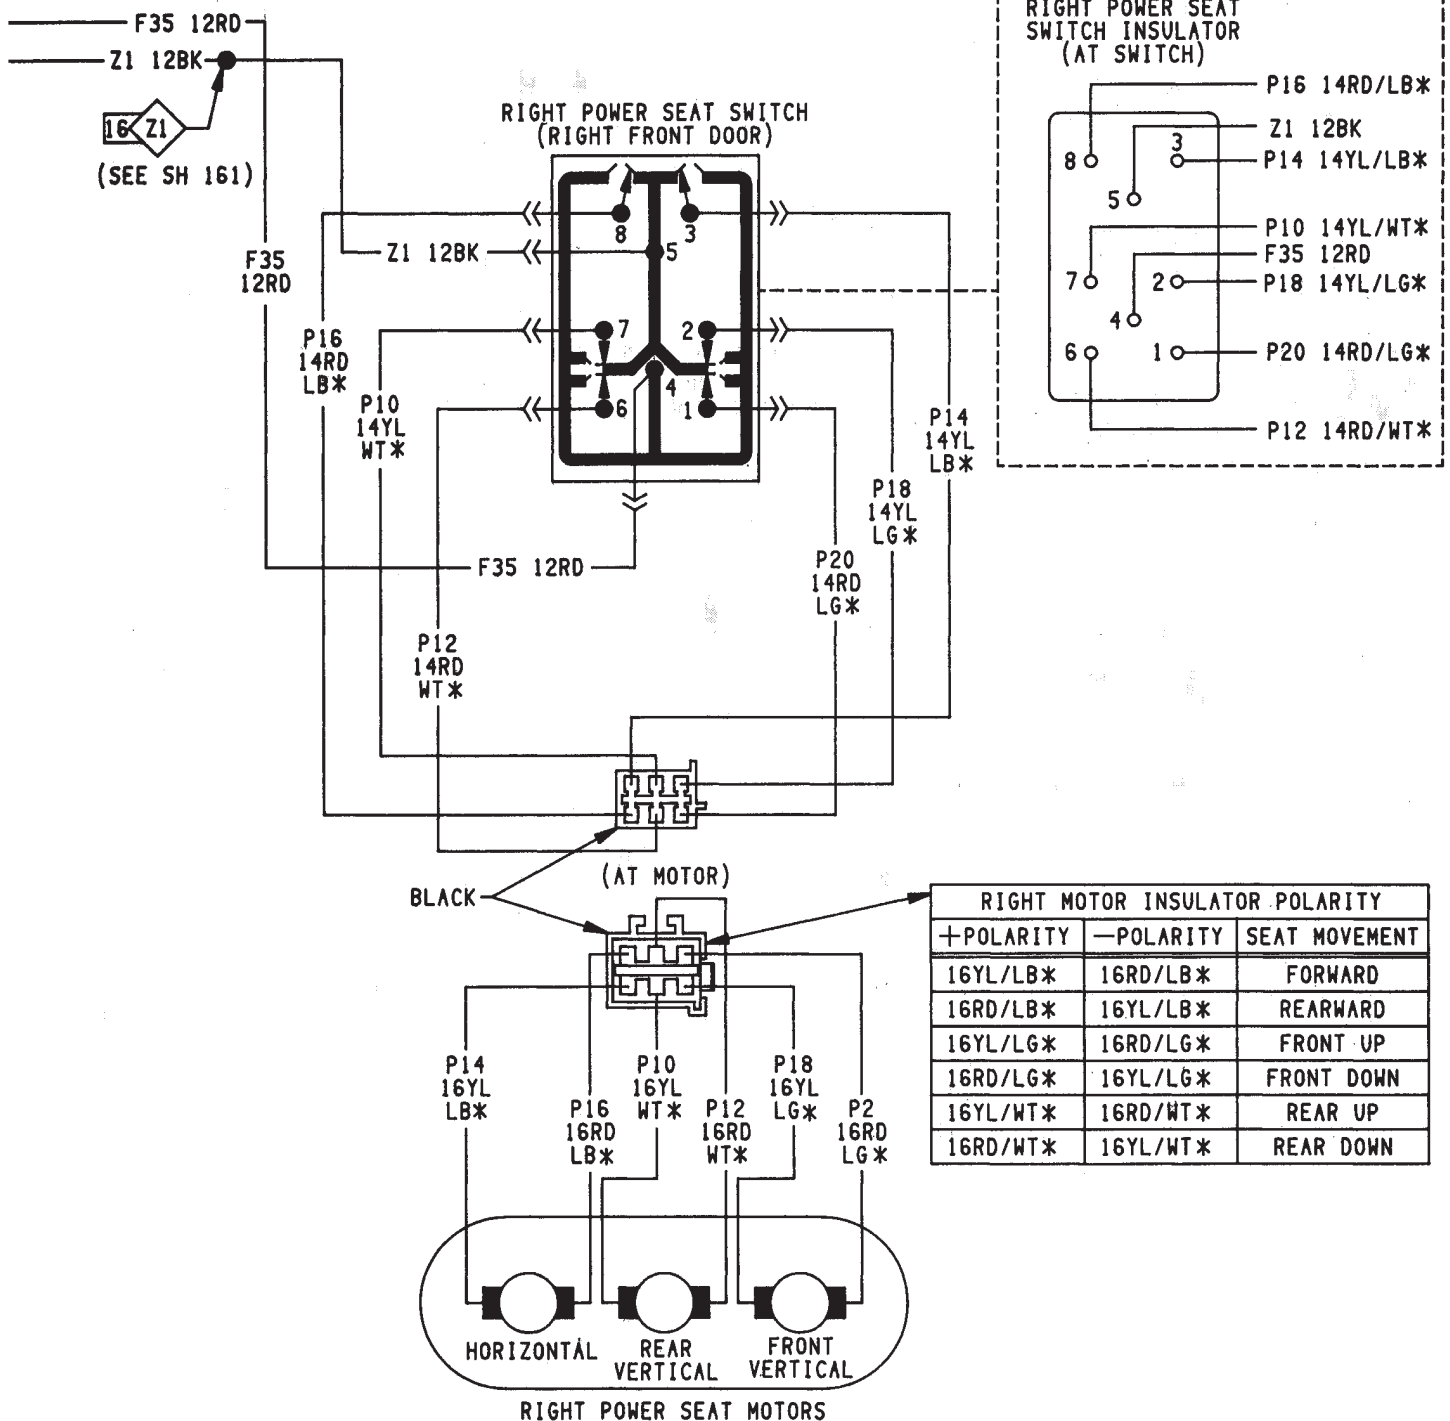 F35 12RD
Z1 12BK
16 Z1
(SEE SH 161)
RIGHT POWER SEAT SWITCH
(RIGHT FRONT DOOR)
8
3
5
7
2
4
6
1
Z1 12BK
F35
12RD
P16
14RD
LB*
P10
14YL
WT*
P12
14RD
WT*
F35 12RD
P14
14YL
LB*
P18
14YL
LG*
P20
14RD
LG*
RIGHT POWER SEAT
SWITCH INSULATOR
(AT SWITCH)
P16 14RD/LB*
Z1 12BK
P14 14YL/LB*
P10 14YL/WT*
F35 12RD
P18 14YL/LG*
P20 14RD/LG*
P12 14RD/WT*
8
3
5
7
2
4
6
1
BLACK
(AT MOTOR)
RIGHT MOTOR INSULATOR POLARITY
+POLARITY –POLARITY SEAT MOVEMENT
16YL/LB* 16RD/LB* FORWARD
16RD/LB* 16YL/LB* REARWARD
16YL/LG* 16RD/LG* FRONT UP
16RD/LG* 16YL/LG* FRONT DOWN
16YL/WT* 16RD/WT* REAR UP
16RD/WT* 16YL/WT* REAR DOWN
P14
16YL
LB*
P16
16RD
LB*
P10
16YL
WT*
P12
16RD
WT*
P18
16YL
LG*
P2
16RD
LG*
HORIZONTAL
REAR
VERTICAL
FRONT
VERTICAL
RIGHT POWER SEAT MOTORS